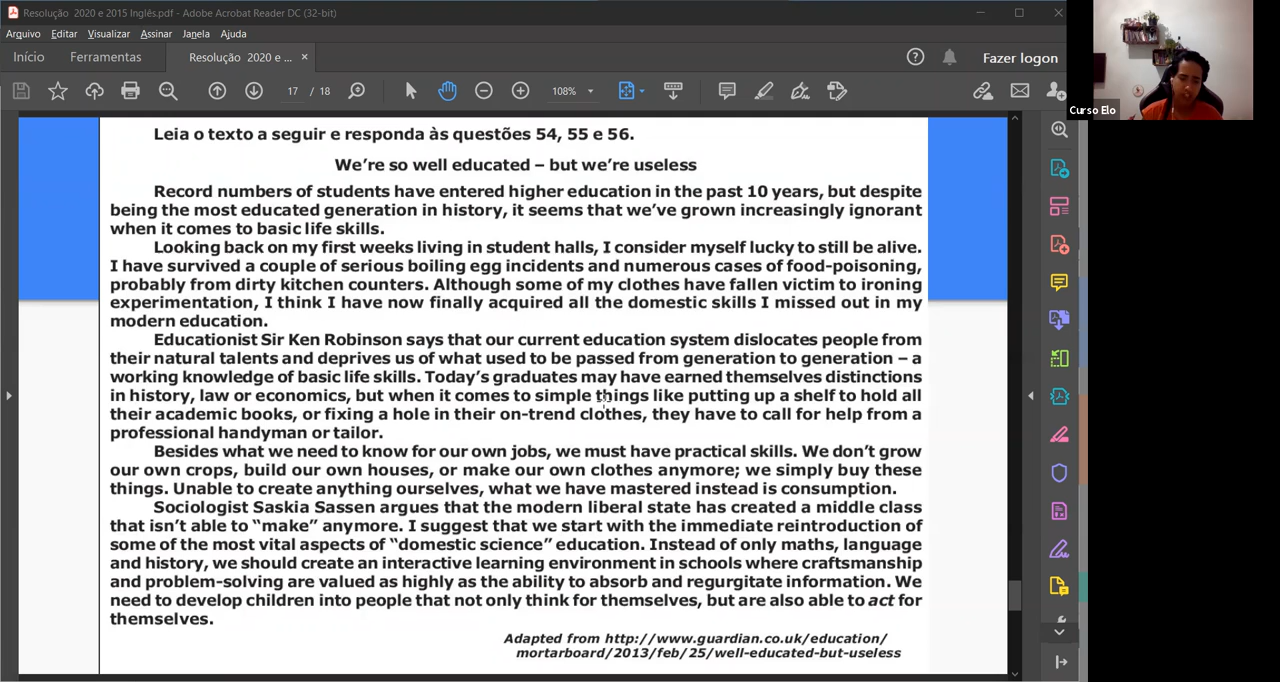 Resolução  2020 e 2015 Inglês.pdf - Adobe Acrobat Reader DC (32-bit)
Arquivo Editar Visualizar Assinar Janela Ajuda
Início Ferramentas Resolução  2020 e ... × Fazer logon
17 / 18 108%
Curso Elo
Leia o texto a seguir e responda às questões 54, 55 e 56.
We're so well educated – but we're useless
Record numbers of students have entered higher education in the past 10 years, but despite
being the most educated generation in history, it seems that we've grown increasingly ignorant
when it comes to basic life skills.
Looking back on my first weeks living in student halls, I consider myself lucky to still be alive.
I have survived a couple of serious boiling egg incidents and numerous cases of food-poisoning,
probably from dirty kitchen counters. Although some of my clothes have fallen victim to ironing
experimentation, I think I have now finally acquired all the domestic skills I missed out in my
modern education.
Educationist Sir Ken Robinson says that our current education system dislocates people from
their natural talents and deprives us of what used to be passed from generation to generation – a
working knowledge of basic life skills. Today's graduates may have earned themselves distinctions
in history, law or economics, but when it comes to simple things like putting up a shelf to hold all
their academic books, or fixing a hole in their on-trend clothes, they have to call for help from a
professional handyman or tailor.
Besides what we need to know for our own jobs, we must have practical skills. We don't grow
our own crops, build our own houses, or make our own clothes anymore; we simply buy these
things. Unable to create anything ourselves, what we have mastered instead is consumption.
Sociologist Saskia Sassen argues that the modern liberal state has created a middle class
that isn't able to "make" anymore. I suggest that we start with the immediate reintroduction of
some of the most vital aspects of "domestic science" education. Instead of only maths, language
and history, we should create an interactive learning environment in schools where craftsmanship
and problem-solving are valued as highly as the ability to absorb and regurgitate information. We
need to develop children into people that not only think for themselves, but are also able to act for
themselves.
Adapted from http://www.guardian.co.uk/education/
mortarboard/2013/feb/25/well-educated-but-useless